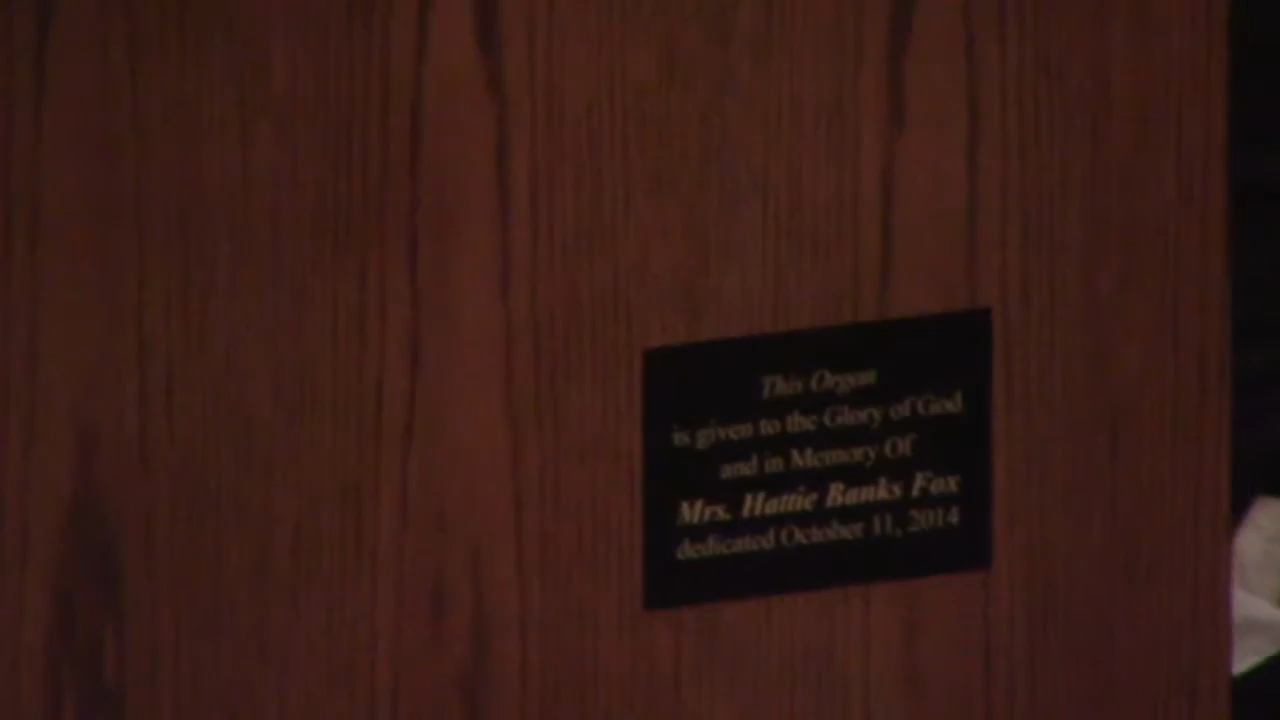 This Organ
is given to the Glory of God
and in Memory Of
Mrs. Hattie Banks Fox
dedicated October 11, 2014